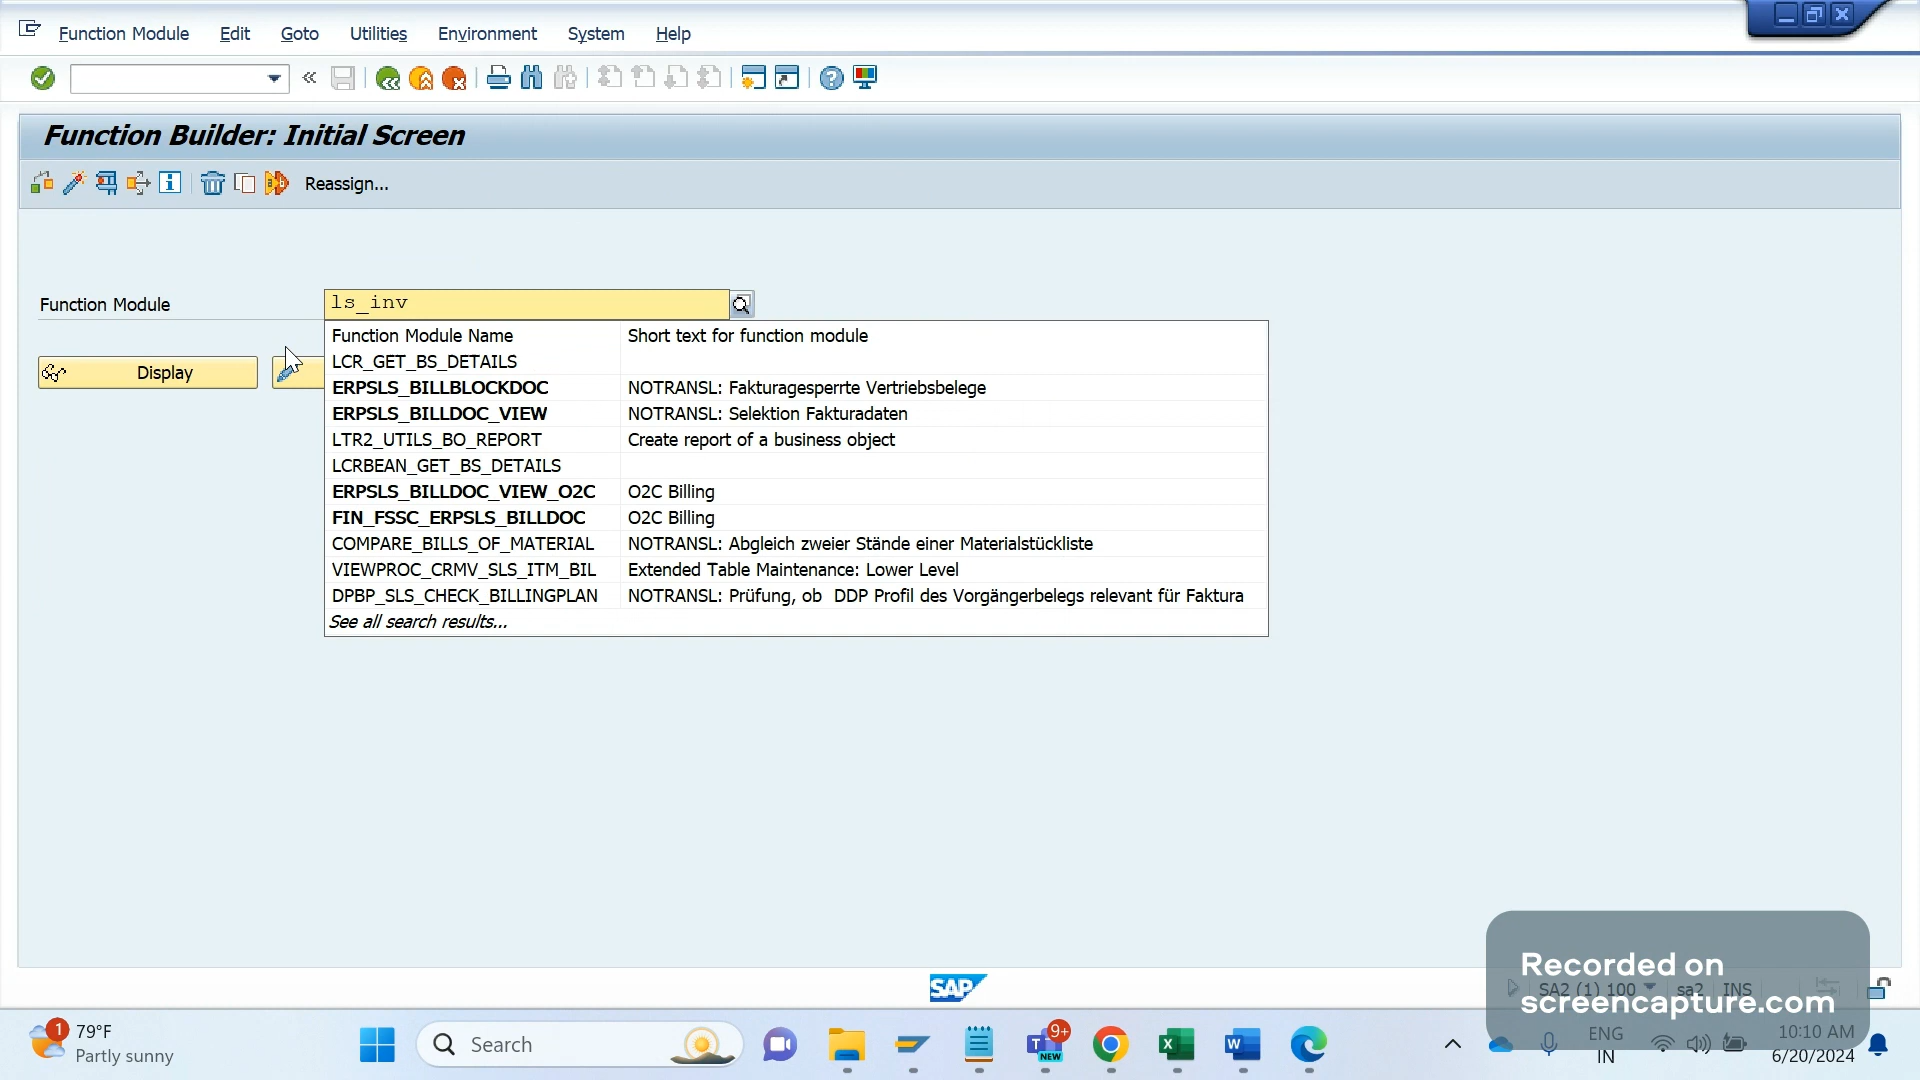 Function Module Edit Goto Utilities Environment System Help
Function Builder: Initial Screen
Reassign...
Function Module
ls_inv
Function Module Name Short text for function module
LCR_GET_BS_DETAILS
Display
ERPSLS_BILLBLOCKDOC NOTRANSL: Fakturagesperrte Vertriebsbelege
ERPSLS_BILLDOC_VIEW NOTRANSL: Selektion Fakturadaten
LTR2_UTILS_BO_REPORT Create report of a business object
LCRBEAN_GET_BS_DETAILS
ERPSLS_BILLDOC_VIEW_O2C O2C Billing
FIN_FSSC_ERPSLS_BILLDOC O2C Billing
COMPARE_BILLS_OF_MATERIAL NOTRANSL: Abgleich zweier Stände einer Materialstückliste
VIEWPROC_CRMV_SLS_ITM_BIL Extended Table Maintenance: Lower Level
DPBP_SLS_CHECK_BILLINGPLAN NOTRANSL: Prüfung, ob DDP Profil des Vorgängerbelegs relevant für Faktura
See all search results...
SAP
SA2 (1) 100 sa2 INS
Recorded on
screencapture.com
1
79°F
Partly sunny
Search
9+
T
NEW
X
W
ENG
IN
10:10 AM
6/20/2024